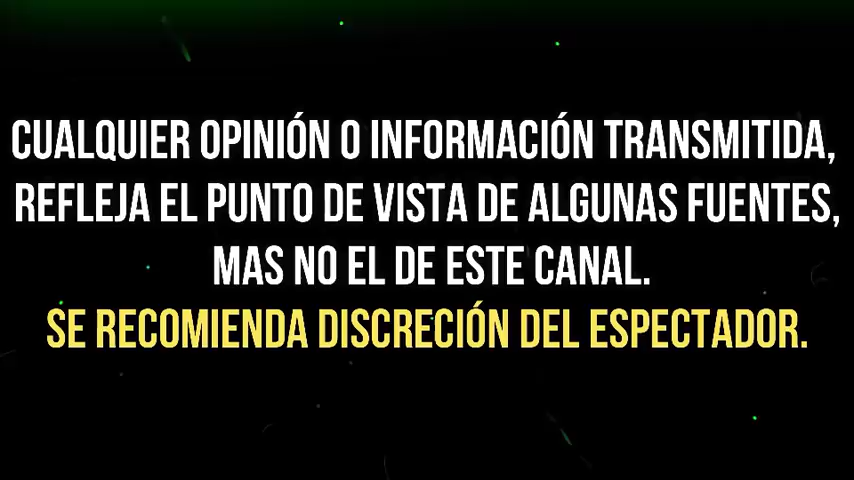 CUALQUIER OPINIÓN O INFORMACIÓN TRANSMITIDA,
REFLEJA EL PUNTO DE VISTA DE ALGUNAS FUENTES,
MAS NO EL DE ESTE CANAL.
SE RECOMIENDA DISCRECIÓN DEL ESPECTADOR.